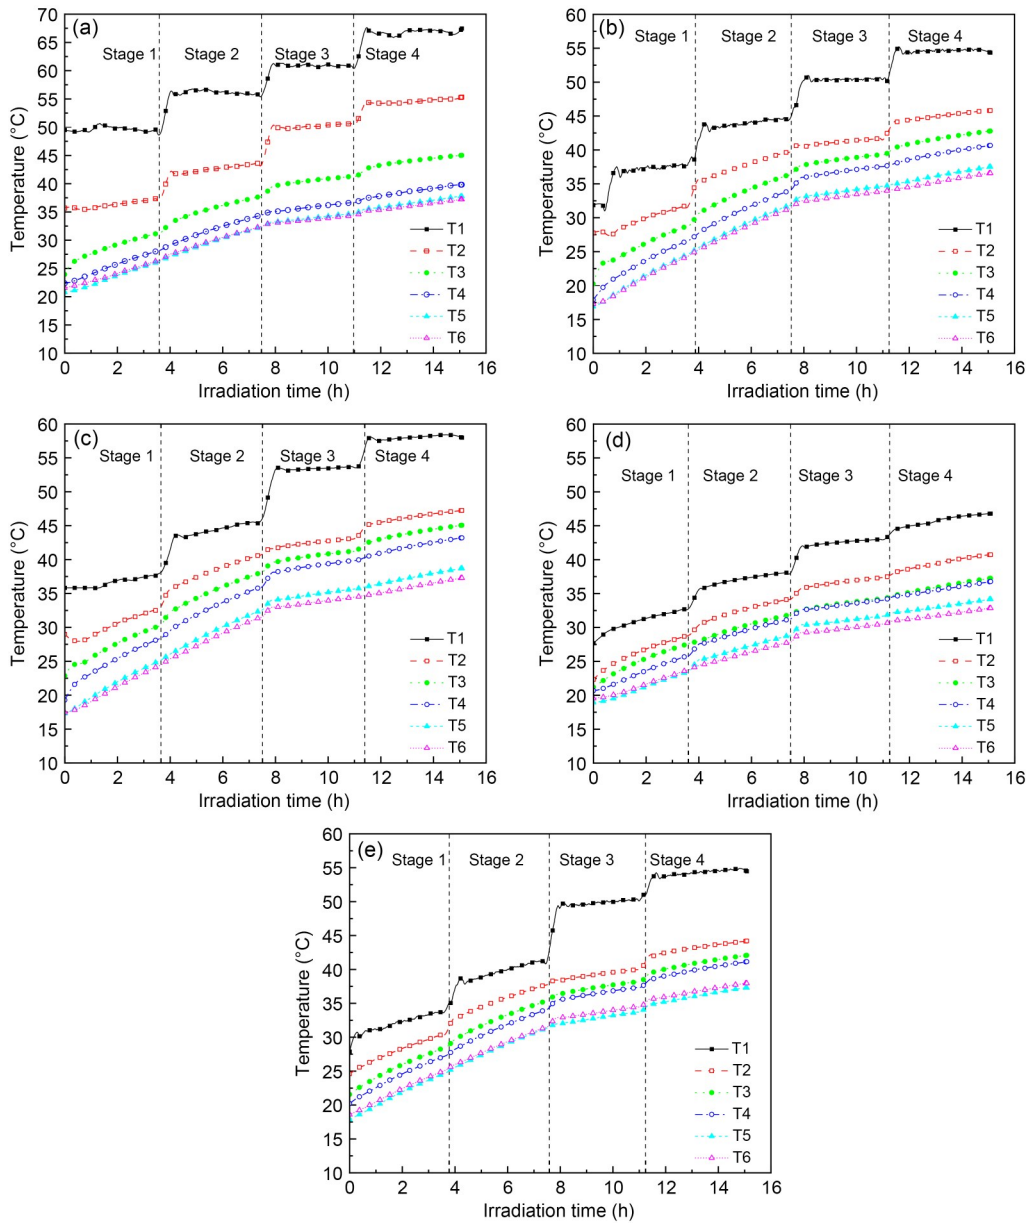 (a)
Stage 1 Stage 2 Stage 3 Stage 4
70
65
60
55
50
45
40
35
30
25
20
15
10
Temperature (°C)
T1
T2
T3
T4
T5
T6
0 2 4 6 8 10 12 14 16
Irradiation time (h)
(b)
Stage 1 Stage 2 Stage 3 Stage 4
60
55
50
45
40
35
30
25
20
15
10
Temperature (°C)
T1
T2
T3
T4
T5
T6
0 2 4 6 8 10 12 14 16
Irradiation time (h)
(c)
Stage 1 Stage 2 Stage 3 Stage 4
60
55
50
45
40
35
30
25
20
15
10
Temperature (°C)
T1
T2
T3
T4
T5
T6
0 2 4 6 8 10 12 14 16
Irradiation time (h)
(d)
Stage 1 Stage 2 Stage 3 Stage 4
60
55
50
45
40
35
30
25
20
15
10
Temperature (°C)
T1
T2
T3
T4
T5
T6
0 2 4 6 8 10 12 14 16
Irradiation time (h)
(e)
Stage 1 Stage 2 Stage 3 Stage 4
60
55
50
45
40
35
30
25
20
15
10
Temperature (°C)
T1
T2
T3
T4
T5
T6
0 2 4 6 8 10 12 14 16
Irradiation time (h)